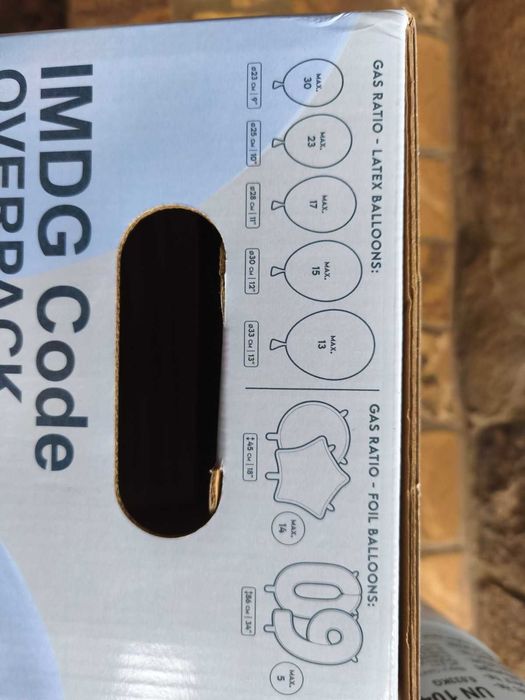 GAS RATIO - LATEX BALLOONS:
MAX.
30
MAX.
23
MAX.
17
MAX.
15
MAX.
13
ø23 CM | 9"
ø25 CM | 10"
ø28 CM | 11"
ø30 CM | 12"
ø33 CM | 13"
GAS RATIO - FOIL BALLOONS:
MAX.
14
09
MAX.
5
↕45 CM | 18"
↕86 CM | 34"
IMDG Code
OVERPACK